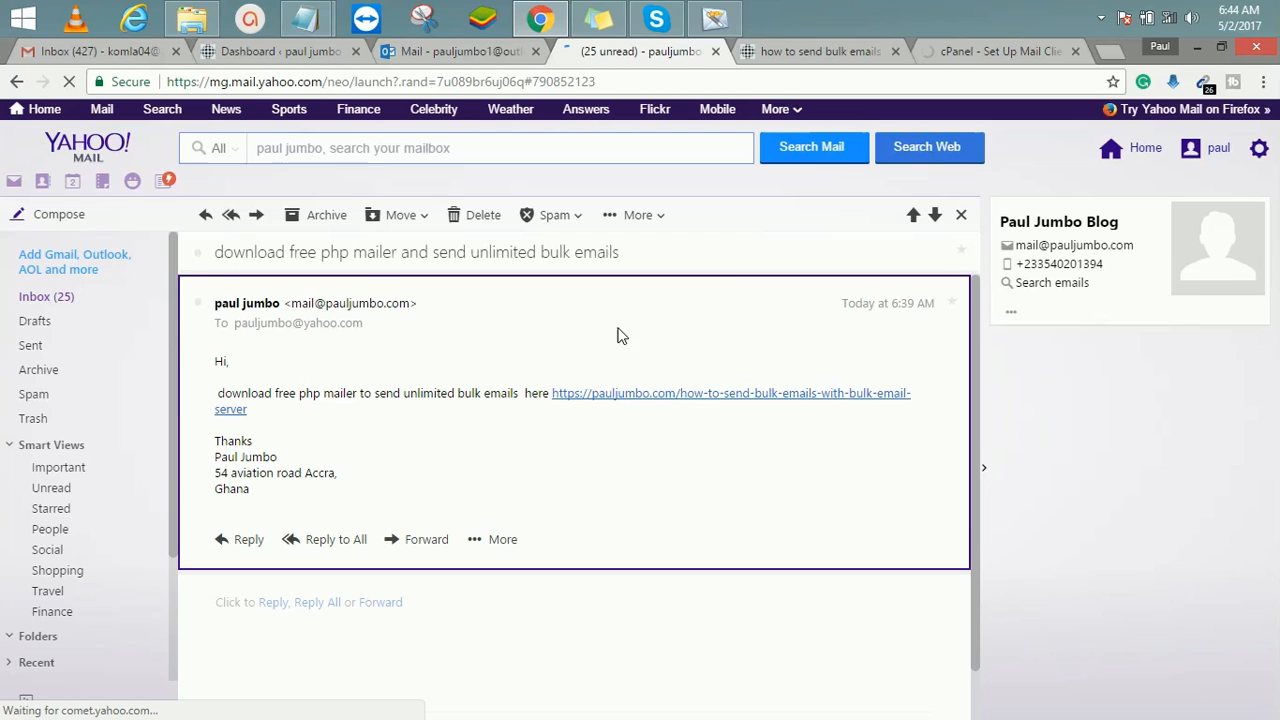 6:44 AM
5/2/2017
Inbox (427) - komla04@
Dashboard ‹ paul jumbo
Mail - pauljumbo1@outl
(25 unread) - pauljumbo
how to send bulk emails
cPanel - Set Up Mail Clie
Paul
Secure
https://mg.mail.yahoo.com/neo/launch?.rand=7u089br6uj06q#790852123
26
Home
Mail
Search
News
Sports
Finance
Celebrity
Weather
Answers
Flickr
Mobile
More
Try Yahoo Mail on Firefox »
YAHOO!
MAIL
All
paul jumbo, search your mailbox
Search Mail
Search Web
Home
paul
2
Compose
Archive
Move
Delete
Spam
More
Add Gmail, Outlook,
AOL and more
Inbox (25)
Drafts
Sent
Archive
Spam
Trash
Smart Views
Important
Unread
Starred
People
Social
Shopping
Travel
Finance
Folders
Recent
download free php mailer and send unlimited bulk emails
paul jumbo <mail@pauljumbo.com>
Today at 6:39 AM
To pauljumbo@yahoo.com
Hi,
download free php mailer to send unlimited bulk emails here https://pauljumbo.com/how-to-send-bulk-emails-with-bulk-email-
server
Thanks
Paul Jumbo
54 aviation road Accra,
Ghana
Reply
Reply to All
Forward
More
Click to Reply, Reply All or Forward
Paul Jumbo Blog
mail@pauljumbo.com
+233540201394
Search emails
Waiting for comet.yahoo.com...